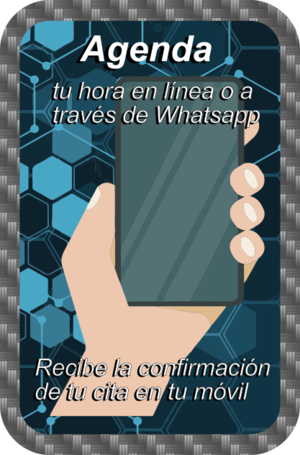 Agenda
tu hora en línea o a
través de Whatsapp
Recibe la confirmación
de tu cita en tu móvil